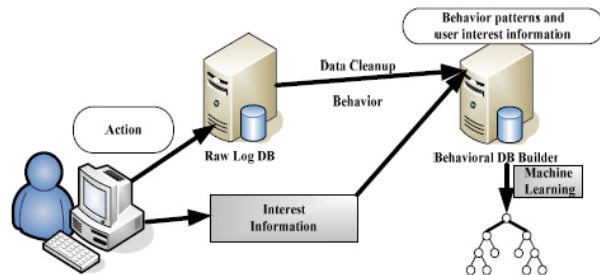 Behavior patterns and
user interest information
Data Cleanup
Behavior
Action
Raw Log DB
Behavioral DB Builder
Machine
Learning
Interest
Information